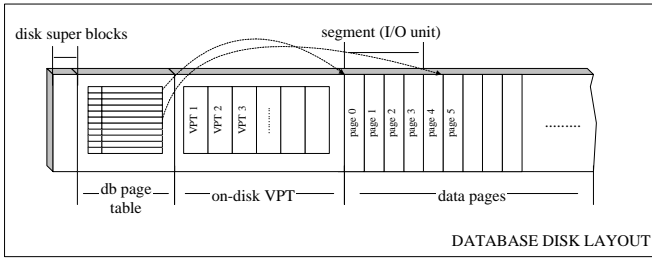 disk super blocks
segment (I/O unit)
VPT 1
VPT 2
VPT 3
.........
page 0
page 1
page 2
page 3
page 4
page 5
.........
db page
table
on-disk VPT
data pages
DATABASE DISK LAYOUT